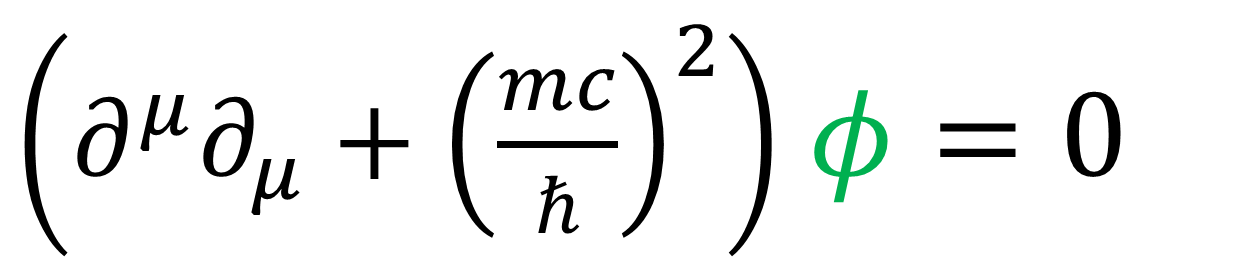 (∂^μ ∂_μ + (mc/ħ)^2) ϕ = 0